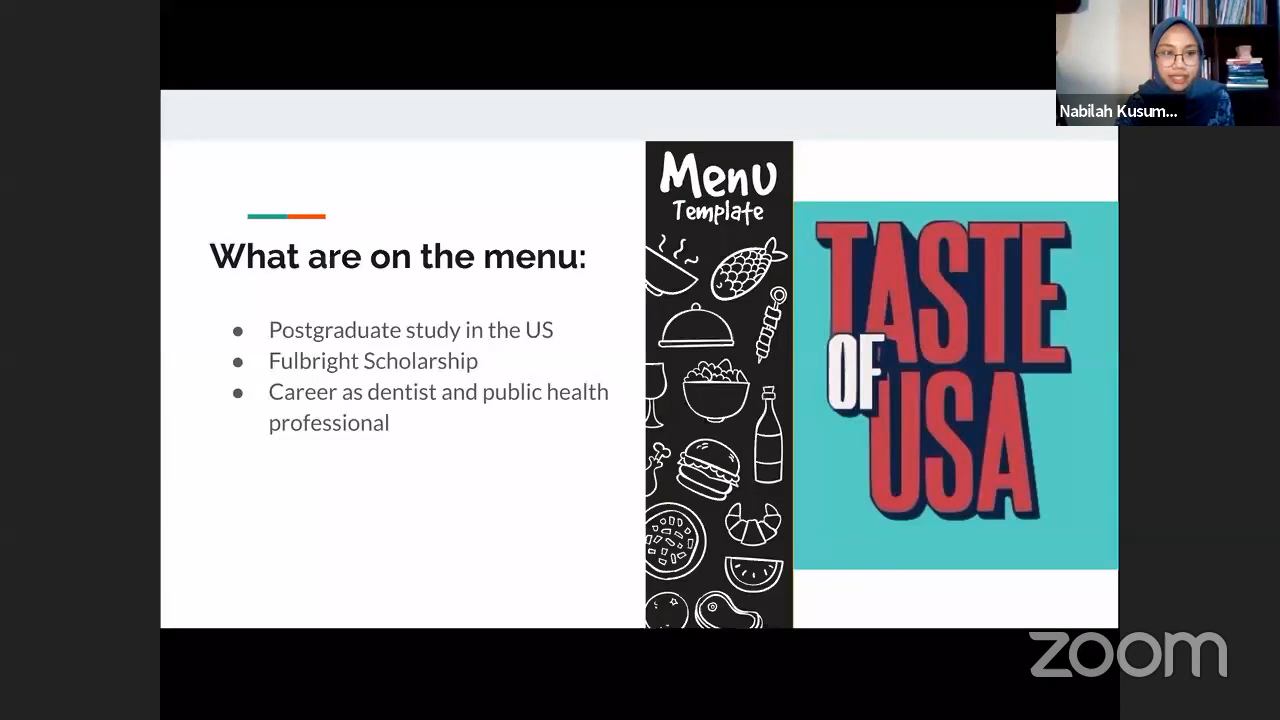 Nabilah Kusum...
What are on the menu:
● Postgraduate study in the US
● Fulbright Scholarship
● Career as dentist and public health
professional
Menu
Template
TASTE
OF
USA
zoom